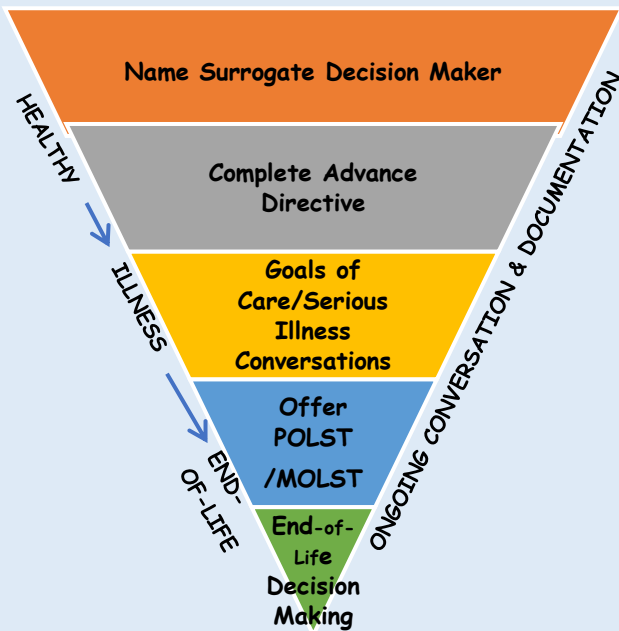 Name Surrogate Decision Maker
Complete Advance
Directive
Goals of
Care/Serious
Illness
Conversations
Offer
POLST
/MOLST
End-of-
Life
Decision
Making
HEALTHY
ILLNESS
END-
OF-LIFE
ONGOING CONVERSATION & DOCUMENTATION